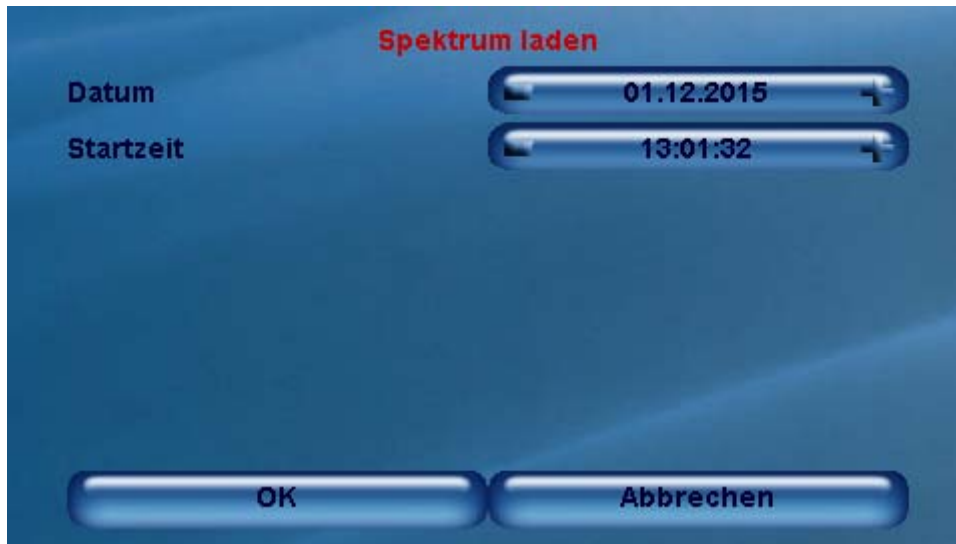 Spektrum laden
Datum - 01.12.2015 +
Startzeit - 13:01:32 +
OK Abbrechen